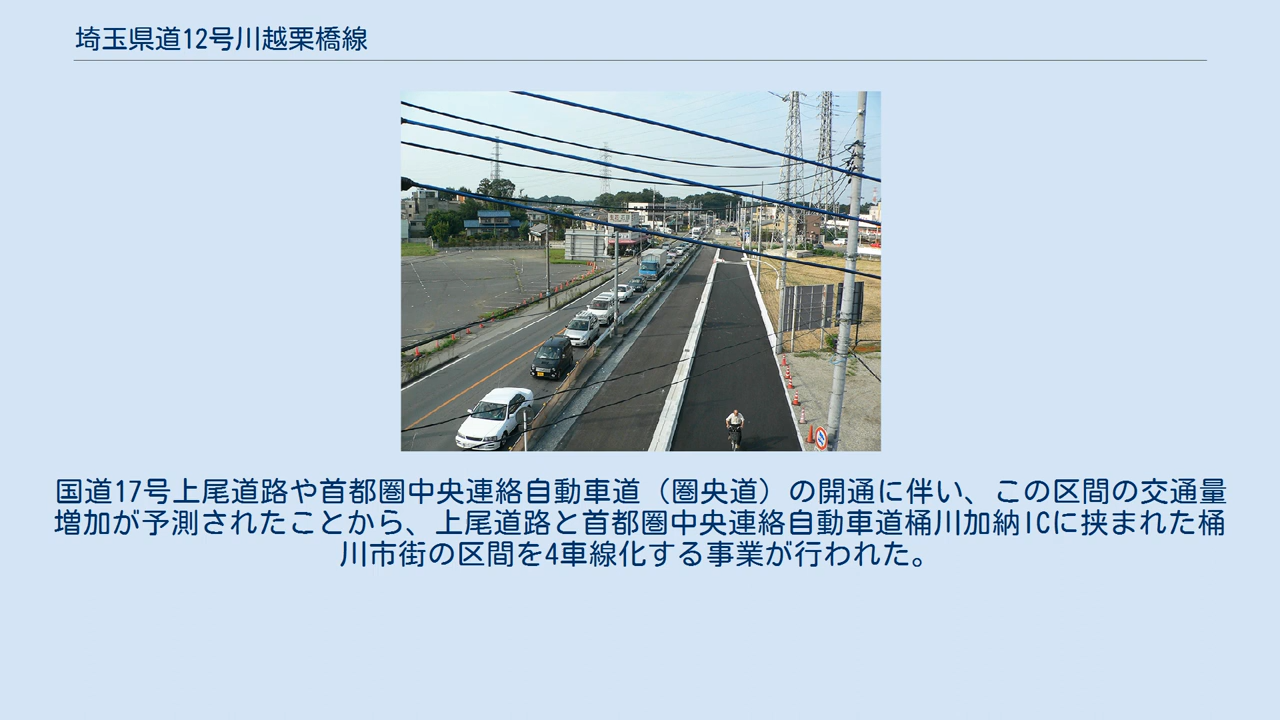 埼玉県道12号川越栗橋線
国道17号上尾道路や首都圏中央連絡自動車道（圏央道）の開通に伴い、この区間の交通量
増加が予測されたことから、上尾道路と首都圏中央連絡自動車道桶川加納ICに挟まれた桶
川市街の区間を4車線化する事業が行われた。